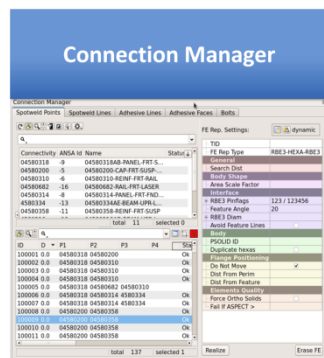 Connection Manager
Connection Manager
Spotweld Points Spotweld Lines Adhesive Lines Adhesive Faces Bolts
FE Rep. Settings: dynamic
Connectivity ANSA Id Name Status
04580318 -9 04580318AB-PANEL-FRT-S...
04580200 -5 04580200-CAP-FRT-SUSP-...
04580310 -6 04580310-REINF-FRT-RAIL
04580682 -16 04580682-RAIL-FRT-LASER
04580314 -8 04580314-PANEL-FRT-FND...
4580334 -13 04580334AE-BEAM-UPR-L...
04580358 -11 04580358-REINF-FRT-SUSP
total 11 selected 0
ID D P1 P2 P3 P4 Sta
100001 0.0 04580318 04580200 Ok
100002 0.0 04580318 04580310 Ok
100003 0.0 04580318 04580310 Ok
100005 04580318 04580682 04580310
100006 0.0 04580318 04580314 4580334 Ok
100007 0.0 04580318 04580314 4580334 Ok
100008 0.0 04580200 04580358 Ok
100009 0.0 04580200 04580358 Ok
100010 0.0 04580200 04580358 Ok
100011 0.0 04580200 04580358 Ok
total 137 selected 1
TID
FE Rep Type RBE3-HEXA-RBE3
General
Search Dist
Body Shape
Area Scale Factor
Interface
RBE3 Pinflags 123 / 123456
Feature Angle 20
RBE3 Diam
Avoid Feature Lines
Body
PSOLID ID
Duplicate hexas
Flange Positioning
Do Not Move
Dist From Perim
Dist From Feature
Elements Quality
Force Ortho Solids
Fail If ASPECT >
Realize Erase FE